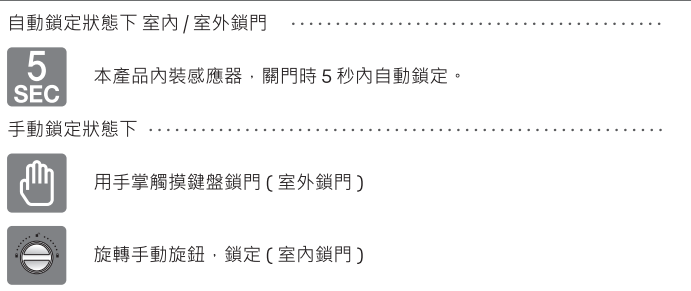 自動鎖定狀態下 室內 / 室外鎖門
5 SEC
本產品內裝感應器，關門時 5 秒內自動鎖定。
手動鎖定狀態下
用手掌觸摸鍵盤鎖門 ( 室外鎖門 )
旋轉手動旋鈕，鎖定 ( 室內鎖門 )